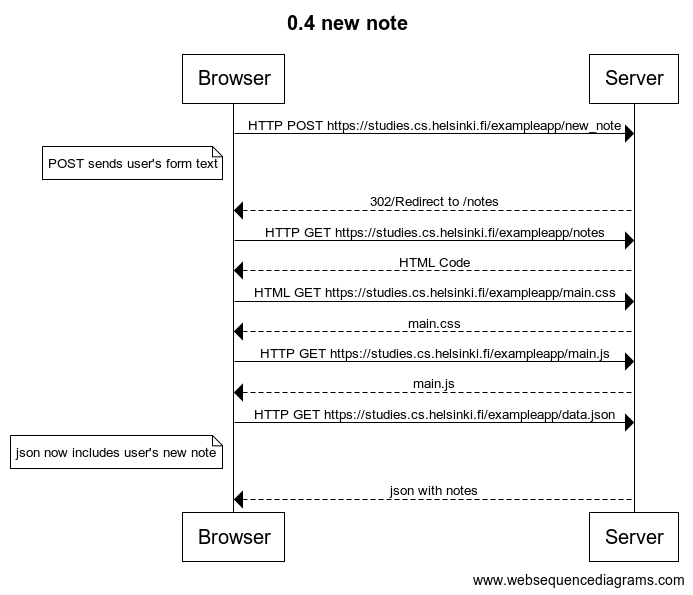 0.4 new note
Browser
Server
HTTP POST https://studies.cs.helsinki.fi/exampleapp/new_note
POST sends user's form text
302/Redirect to /notes
HTTP GET https://studies.cs.helsinki.fi/exampleapp/notes
HTML Code
HTML GET https://studies.cs.helsinki.fi/exampleapp/main.css
main.css
HTTP GET https://studies.cs.helsinki.fi/exampleapp/main.js
main.js
HTTP GET https://studies.cs.helsinki.fi/exampleapp/data.json
json now includes user's new note
json with notes
Browser
Server
www.websequencediagrams.com